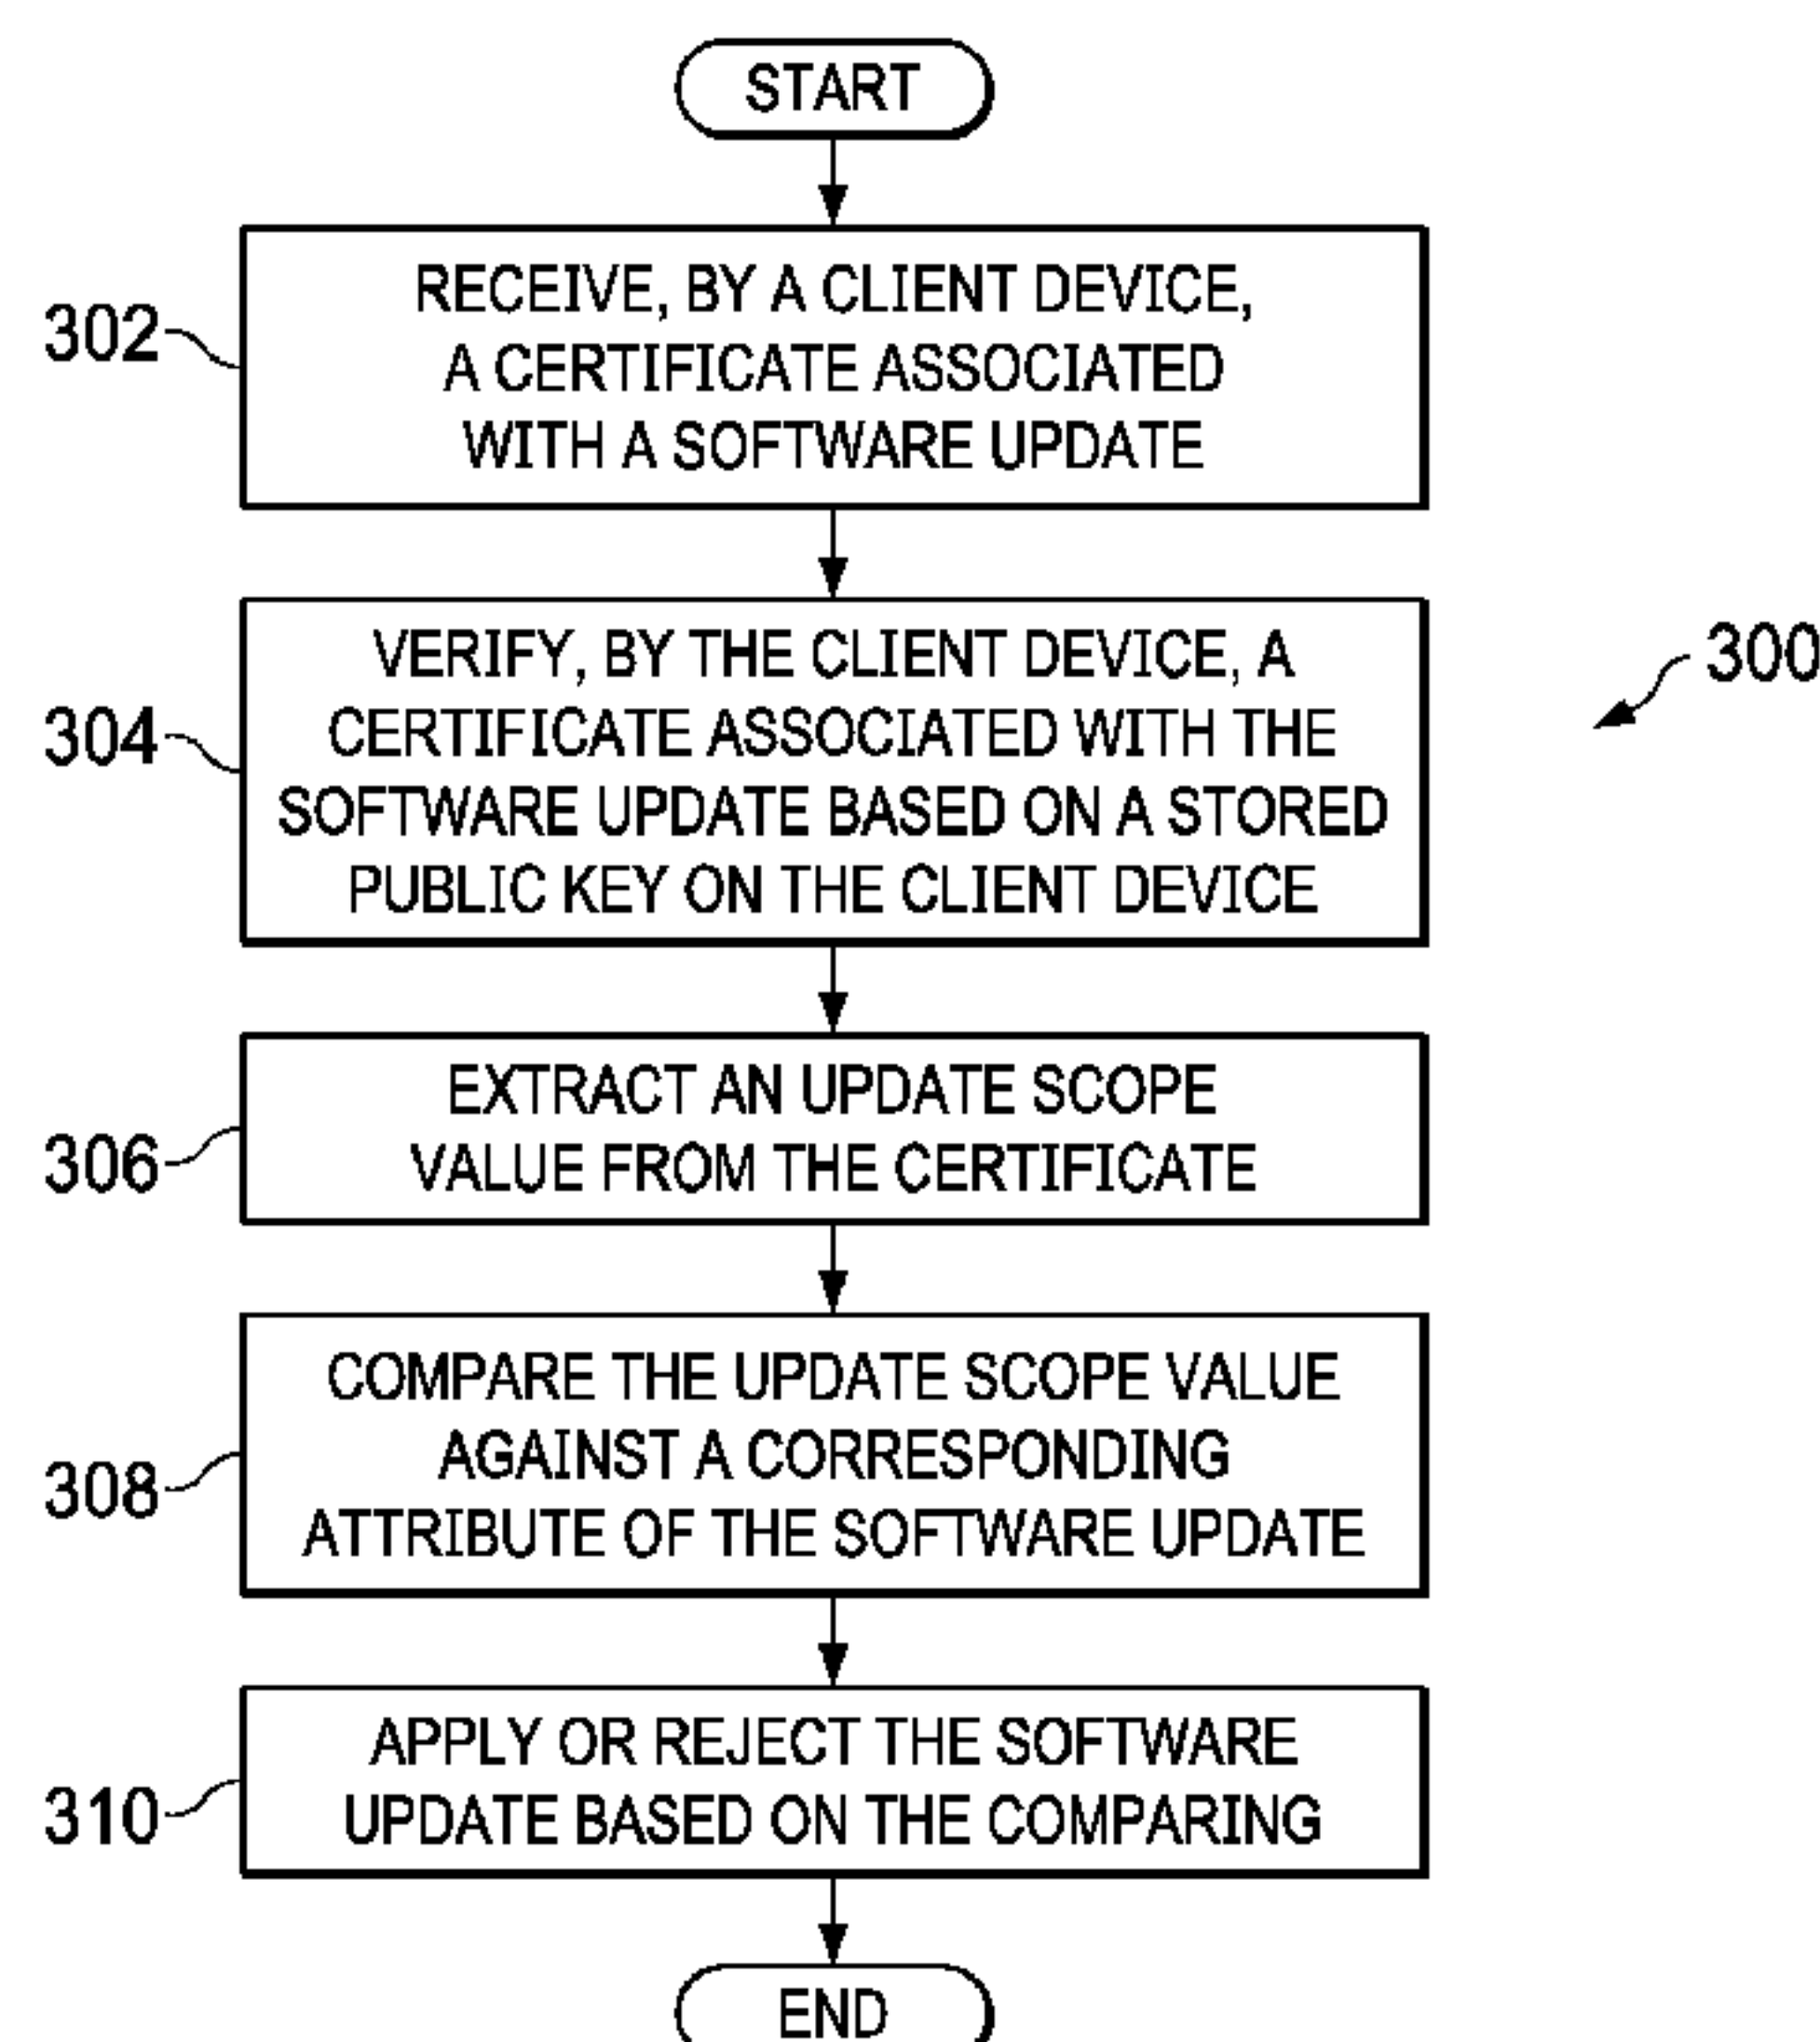 START
302
RECEIVE, BY A CLIENT DEVICE,
A CERTIFICATE ASSOCIATED
WITH A SOFTWARE UPDATE
304
VERIFY, BY THE CLIENT DEVICE, A
CERTIFICATE ASSOCIATED WITH THE
SOFTWARE UPDATE BASED ON A STORED
PUBLIC KEY ON THE CLIENT DEVICE
300
306
EXTRACT AN UPDATE SCOPE
VALUE FROM THE CERTIFICATE
308
COMPARE THE UPDATE SCOPE VALUE
AGAINST A CORRESPONDING
ATTRIBUTE OF THE SOFTWARE UPDATE
310
APPLY OR REJECT THE SOFTWARE
UPDATE BASED ON THE COMPARING
END